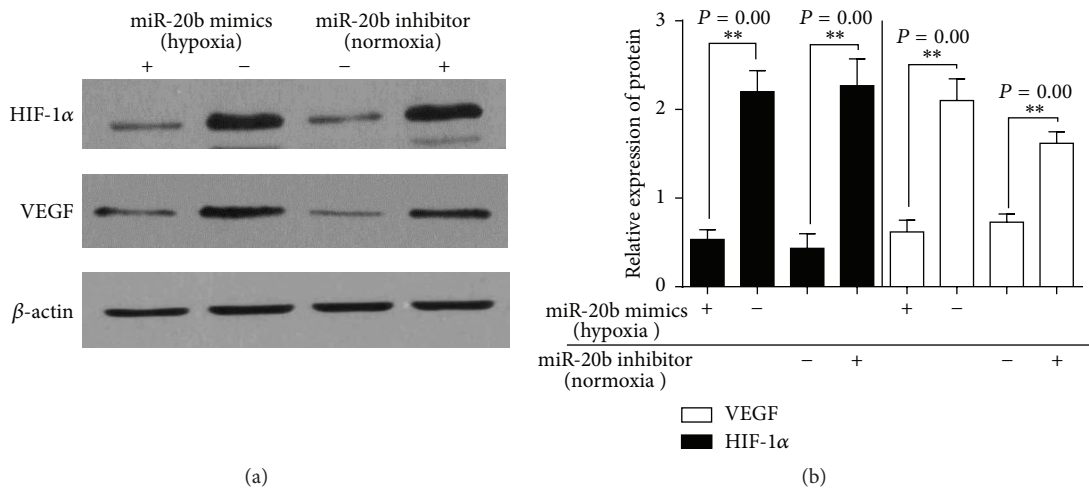 miR-20b mimics miR-20b inhibitor
(hypoxia) (normoxia)
+ − − +
HIF-1α
VEGF
β-actin
(a)
P = 0.00 P = 0.00
** **
P = 0.00
**
P = 0.00
**
Relative expression of protein
3
2
1
0
miR-20b mimics + − + −
(hypoxia )
miR-20b inhibitor − + − +
(normoxia )
VEGF
HIF-1α
(b)